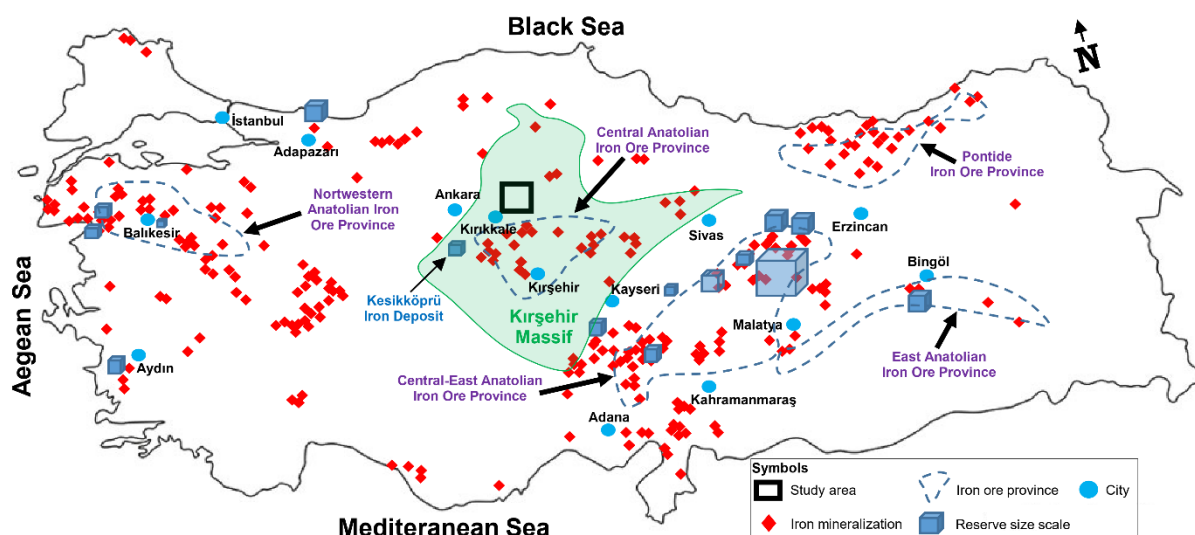 Black Sea
N
İstanbul
Adapazarı
Central Anatolian
Iron Ore Province
Pontide
Iron Ore Province
Nortwestern
Anatolian Iron
Ore Province
Ankara
Kırıkkale
Sivas
Erzincan
Balıkesir
Bingöl
Aegean Sea
Kesikköprü
Iron Deposit
Kırşehir
Kayseri
Kırşehir
Massif
Malatya
East Anatolian
Iron Ore Province
Aydın
Central-East Anatolian
Iron Ore Province
Kahramanmaraş
Adana
Mediteranean Sea
Symbols
Study area
Iron ore province
City
Iron mineralization
Reserve size scale